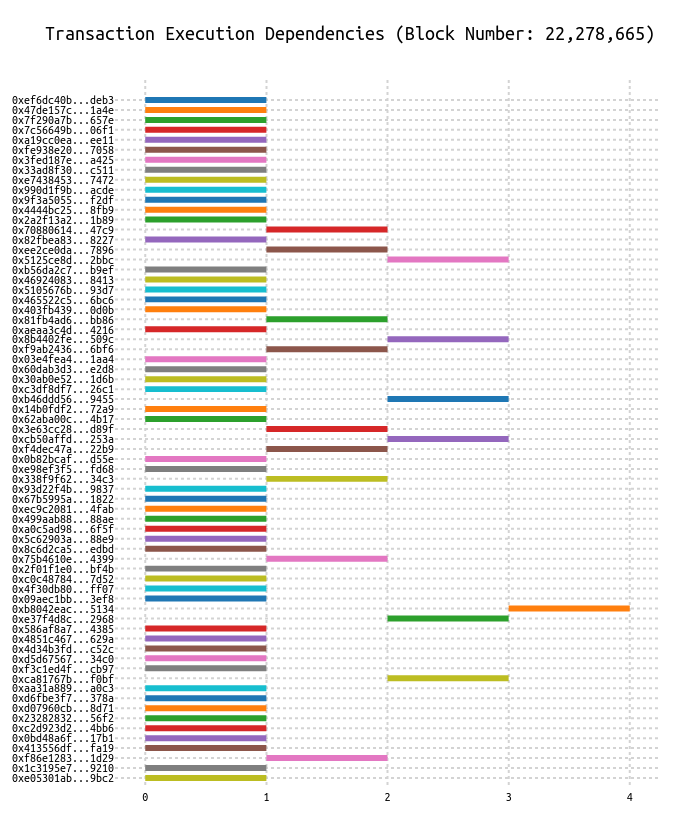 Transaction Execution Dependencies (Block Number: 22,278,665)
0xef6dc40b...deb3
0x47de157c...1a4e
0x7f290a7b...657e
0x7c56649b...06f1
0xa19cc0ea...ee11
0xfe938e20...7058
0x3fed187e...a425
0x33ad8f30...c511
0xe7438453...7472
0x990d1f9b...acde
0x9f3a5055...f2df
0x4444bc25...8fb9
0x2a2f13a2...1b89
0x70880614...47c9
0x82fbea83...8227
0xee2ce0da...7896
0x5125ce8d...2bbc
0xb56da2c7...b9ef
0x46924083...8413
0x5105676b...93d7
0x465522c5...6bc6
0x403fb439...0d0b
0x81fb4ad6...bb86
0xaeaa3c4d...4216
0x8b4402fe...509c
0xf9ab2436...6bf6
0x03e4fea4...1aa4
0x60dab3d3...e2d8
0x30ab0e52...1d6b
0xc3df8df7...26c1
0xb46ddd56...9455
0x14b0fdf2...72a9
0x62aba00c...4b17
0x3e63cc28...d89f
0xcb50affd...253a
0xf4dec47a...22b9
0x0b82bcaf...d55e
0xe98ef3f5...fd68
0x338f9f62...34c3
0x93d22f4b...9837
0x67b5995a...1822
0xec9c2081...4fab
0x499aab88...88ae
0xa0c5ad98...6f5f
0x5c62903a...88e9
0x8c6d2ca5...edbd
0x75b4610e...4399
0x2f01f1e0...bf4b
0xc0c48784...7d52
0x4f30db80...ff07
0x09aec1bb...3ef8
0xb8042eac...5134
0xe37f4d8c...2968
0x586af8a7...4385
0x4851c467...629a
0x4d34b3fd...c52c
0xd5d67567...34c0
0xf3c1ed4f...cb97
0xca81767b...f0bf
0xaa31a889...a0c3
0xd6fbe3f7...378a
0xd07960cb...8d71
0x23282832...56f2
0xc2d923d2...4bb6
0x0bd48a6f...17b1
0x413556df...fa19
0xf86e1283...1d29
0x1c3195e7...9210
0xe05301ab...9bc2
0 1 2 3 4